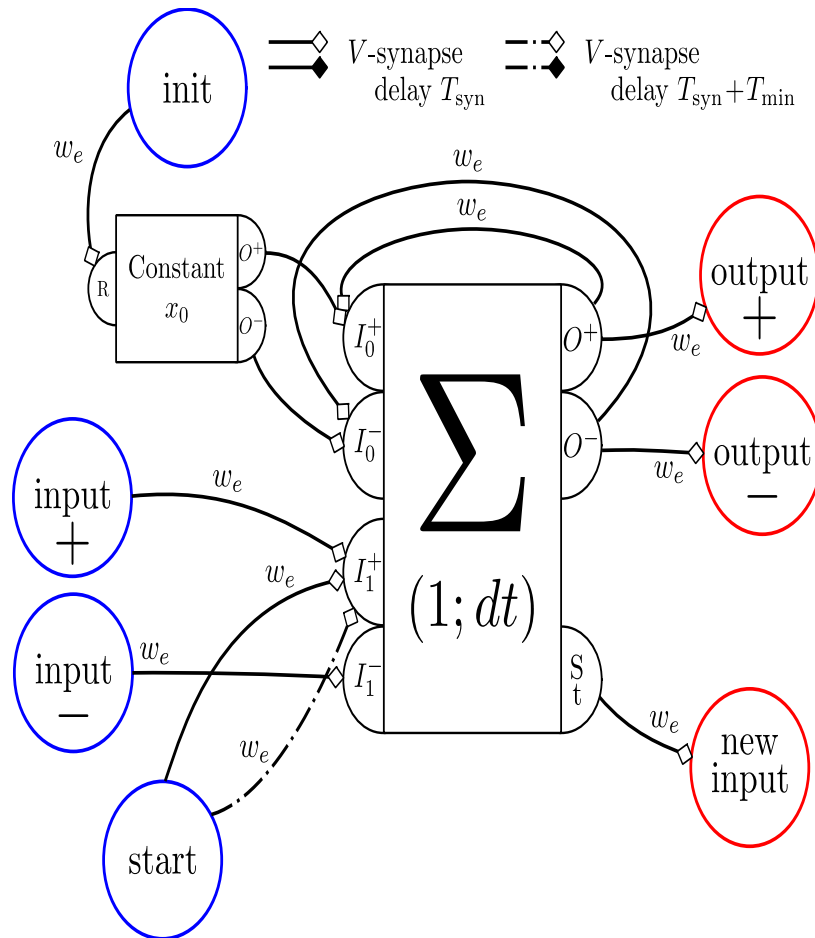 init
V-synapse
delay T_syn
V-synapse
delay T_syn+T_min
w_e
w_e
w_e
R
Constant
x_0
O^+
O^-
output
+
w_e
I_0^+
I_0^-
O^+
O^-
∑
(1; dt)
output
−
w_e
input
+
w_e
w_e
I_1^+
input
−
w_e
I_1^-
S
t
w_e
w_e
new
input
start